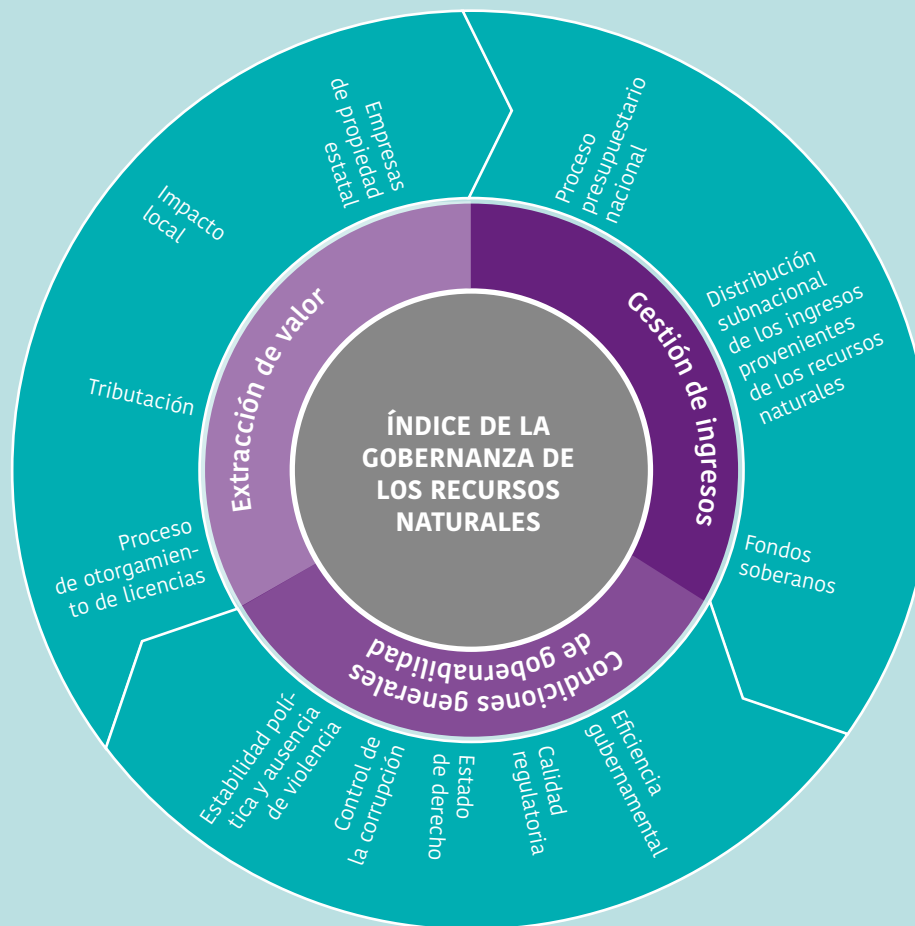 ÍNDICE DE LA
GOBERNANZA DE
LOS RECURSOS
NATURALES
Extracción de valor
Proceso
de otorgamien-
to de licencias
Tributación
Impacto
local
Empresas
de propiedad
estatal
Gestión de ingresos
Proceso
presupuestario
nacional
Distribución
subnacional
de los ingresos
provenientes
de los recursos
naturales
Fondos
soberanos
Condiciones generales
de gobernabilidad
Eficiencia
gubernamental
Calidad
regulatoria
Estado
de derecho
Control de
la corrupción
Estabilidad polí-
tica y ausencia
de violencia